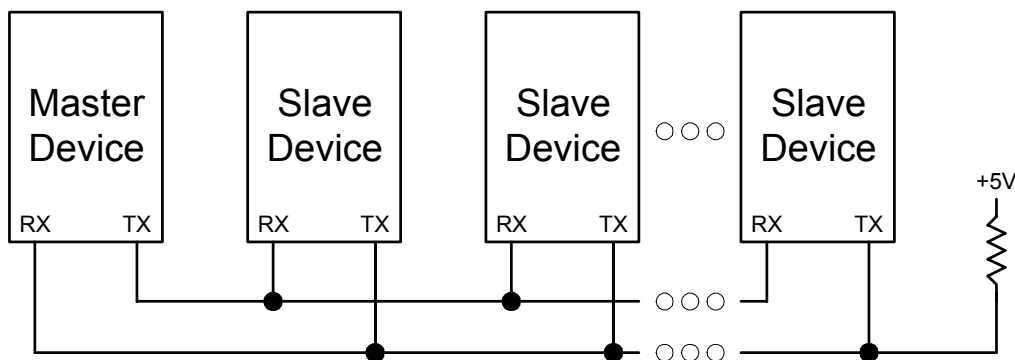 Master
Device
Slave
Device
Slave
Device
Slave
Device
+5V
RX TX
RX TX
RX TX
RX TX